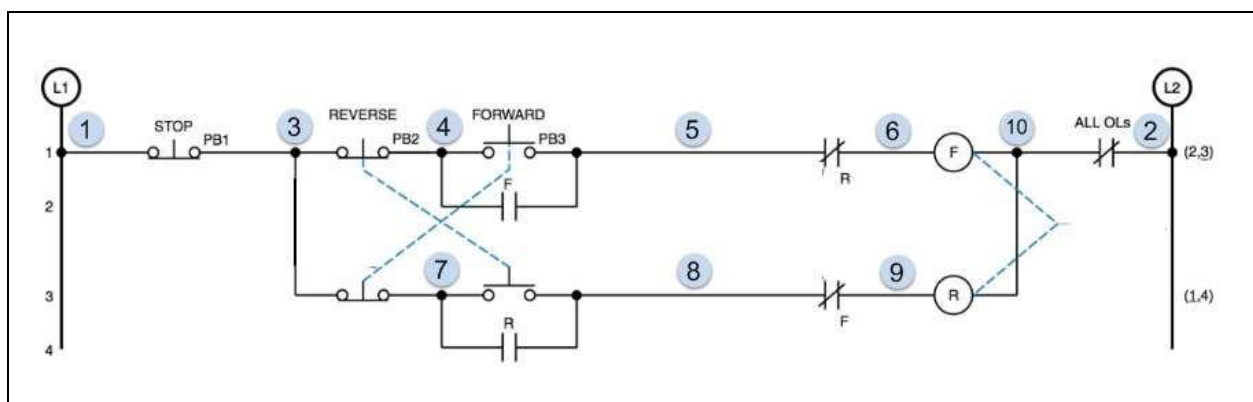 L1
L2
REVERSE
FORWARD
STOP
ALL OLs
1
3
4
5
6
10
2
PB1
PB2
PB3
1
F
(2,3)
R
F
2
7
8
9
3
R
(1,4)
F
R
4